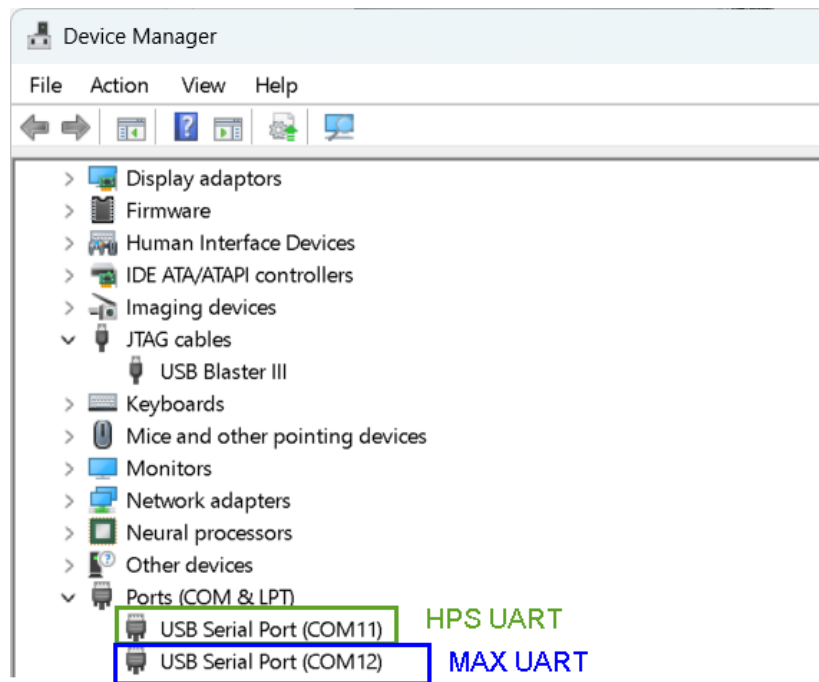 Device Manager
File Action View Help
Display adaptors
Firmware
Human Interface Devices
IDE ATA/ATAPI controllers
Imaging devices
JTAG cables
USB Blaster III
Keyboards
Mice and other pointing devices
Monitors
Network adapters
Neural processors
Other devices
Ports (COM & LPT)
USB Serial Port (COM11) HPS UART
USB Serial Port (COM12) MAX UART